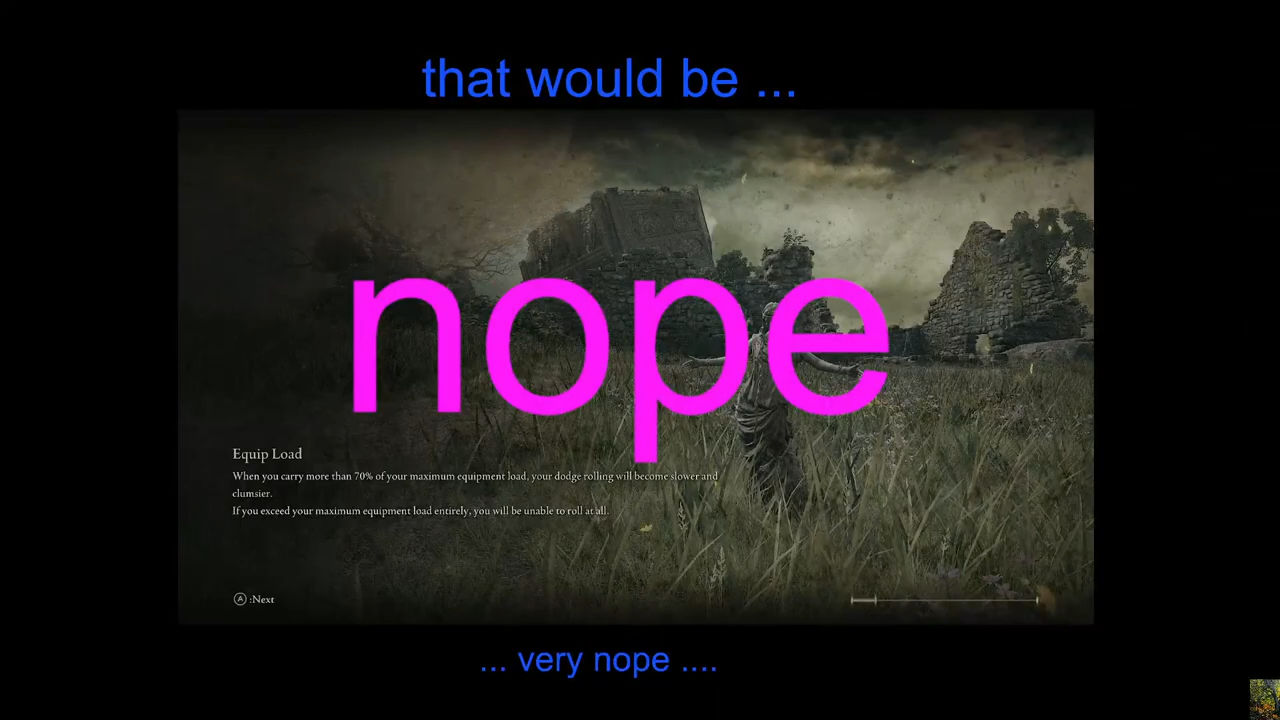 that would be ...
nope
Equip Load
When you carry more than 70% of your maximum equipment load, your dodge rolling will become slower and
clumsier.
If you exceed your maximum equipment load entirely, you will be unable to roll at all.
A :Next
... very nope ....